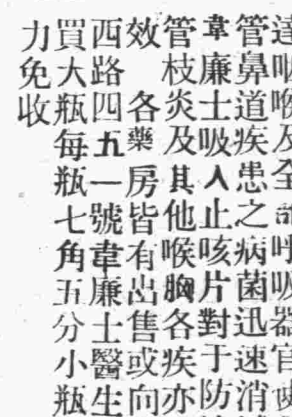 達咽喉及全部呼吸器官
管鼻道疾患之病菌迅速消
韋廉士吸入止咳片對于防
管枝炎及其他喉胸各疾亦
效 各藥房皆有出售或向
西路四五一號韋廉士醫生
買大瓶每瓶七角五分小瓶
力免收